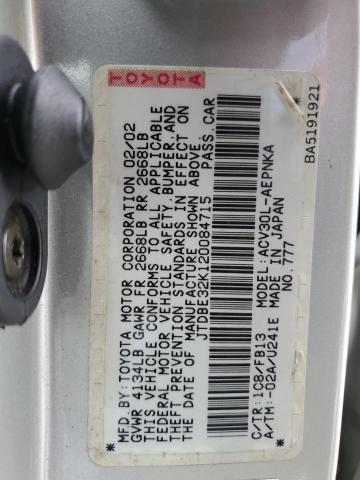 TOYOTA
* MFD.BY:TOYOTA MOTOR CORPORATION 02/02
GVWR 4134LB GAWR FR 2668LB RR 2668LB
THIS VEHICLE CONFORMS TO ALL APPLICABLE
FEDERAL MOTOR VEHICLE SAFETY,BUMPER,AND
THEFT PREVENTION STANDARDS IN EFFECT ON
THE DATE OF MANUFACTURE SHOWN ABOVE.
JTDBE32K120084715 PASS.CAR
C/TR:1C8/FB13 MODEL:ACV30L-AEPNKA
A/TM:-02A/U241E MADE IN JAPAN
* NO.777
BA5191921